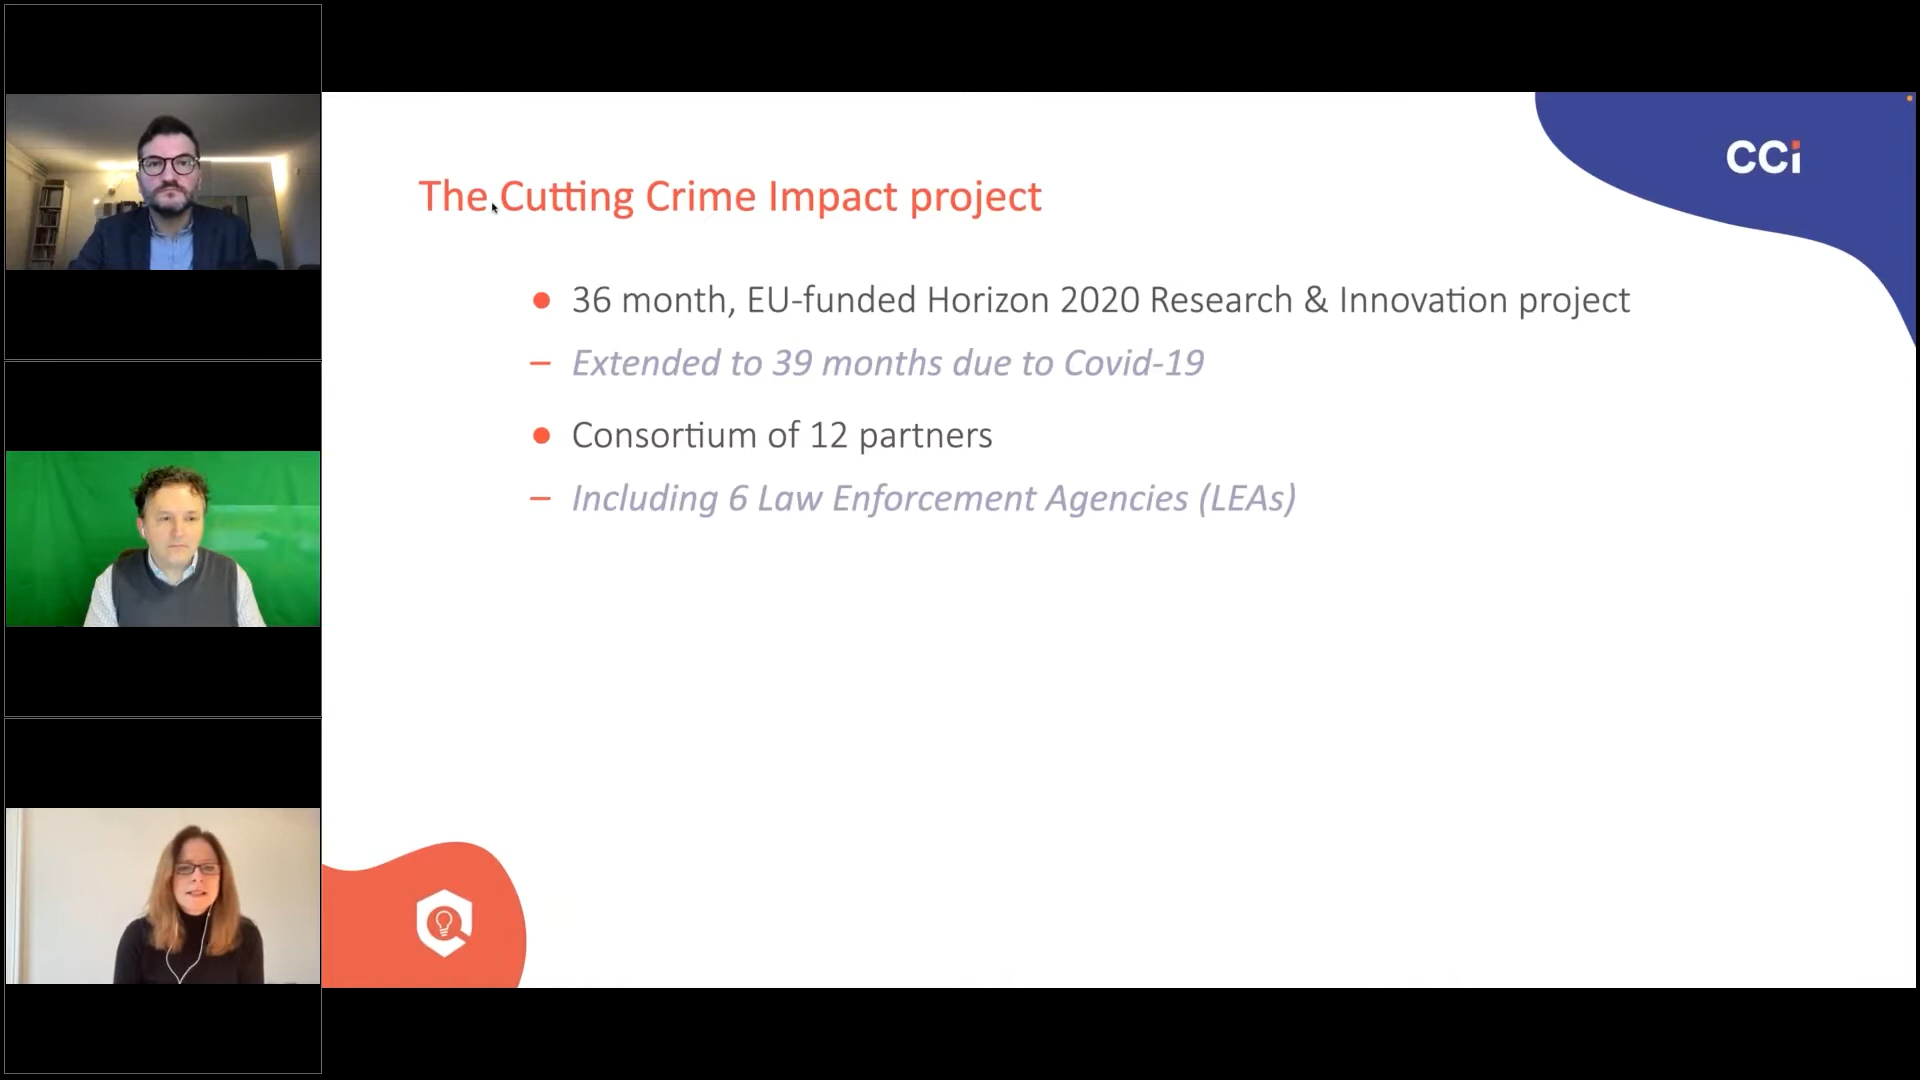 CCi
The Cutting Crime Impact project
36 month, EU-funded Horizon 2020 Research & Innovation project
Extended to 39 months due to Covid-19
Consortium of 12 partners
Including 6 Law Enforcement Agencies (LEAs)